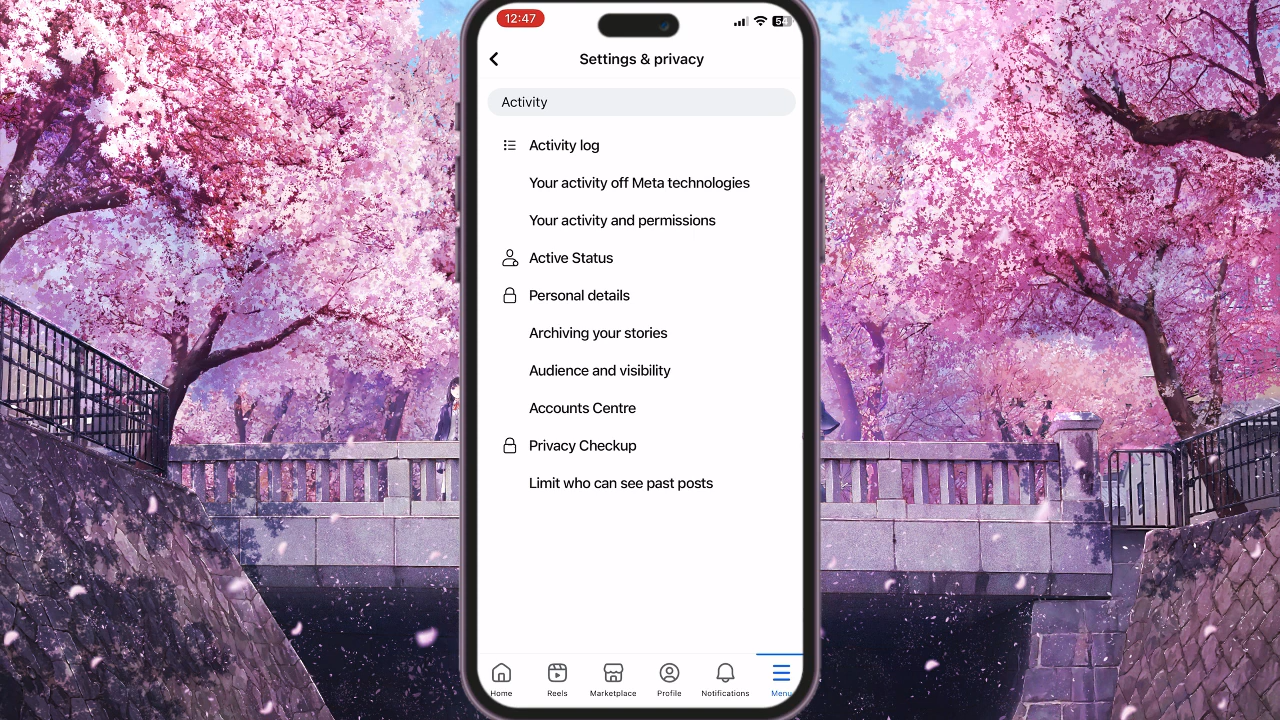 12:47
54
Settings & privacy
Activity
Activity log
Your activity off Meta technologies
Your activity and permissions
Active Status
Personal details
Archiving your stories
Audience and visibility
Accounts Centre
Privacy Checkup
Limit who can see past posts
Home Reels Marketplace Profile Notifications Menu